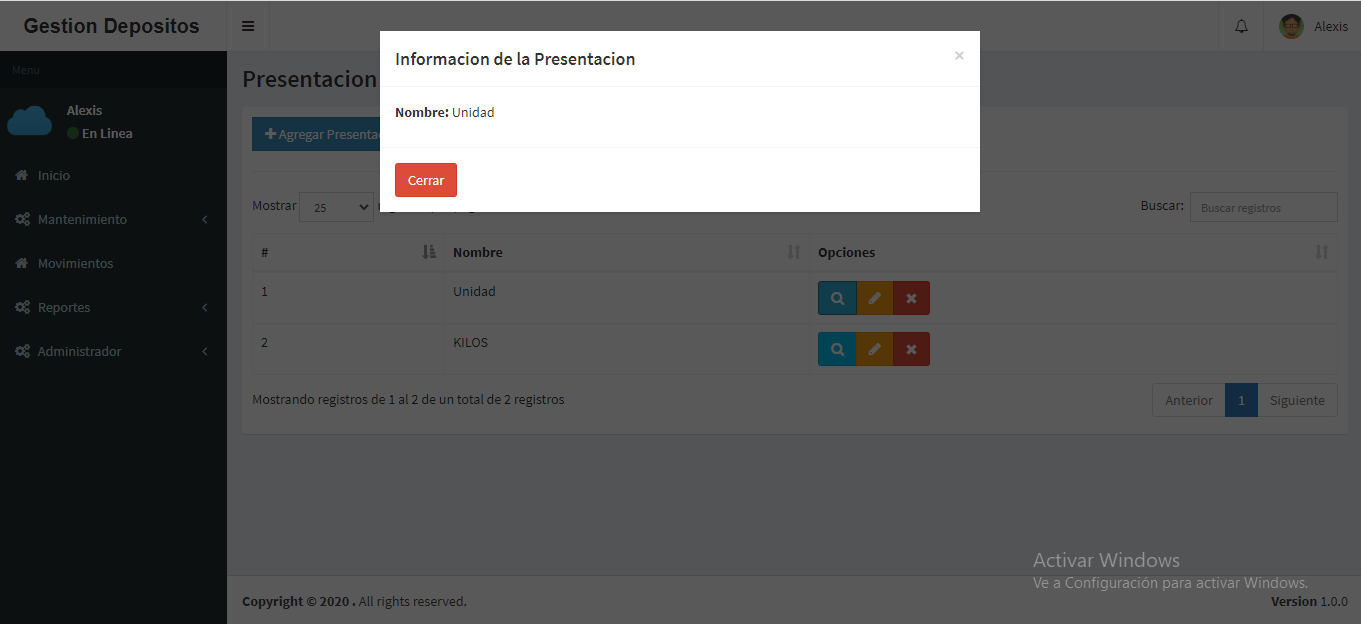 Gestion Depositos
Alexis
Menu
Alexis
En Linea
Inicio
Mantenimiento
Movimientos
Reportes
Administrador
Presentacion
Agregar
Informacion de la Presentacion
×
Nombre: Unidad
Cerrar
Mostrar 25
Buscar: Buscar registros
# Nombre Opciones
1 Unidad
2 KILOS
Mostrando registros de 1 al 2 de un total de 2 registros
Anterior 1 Siguiente
Activar Windows
Ve a Configuración para activar Windows.
Copyright © 2020 . All rights reserved.
Version 1.0.0